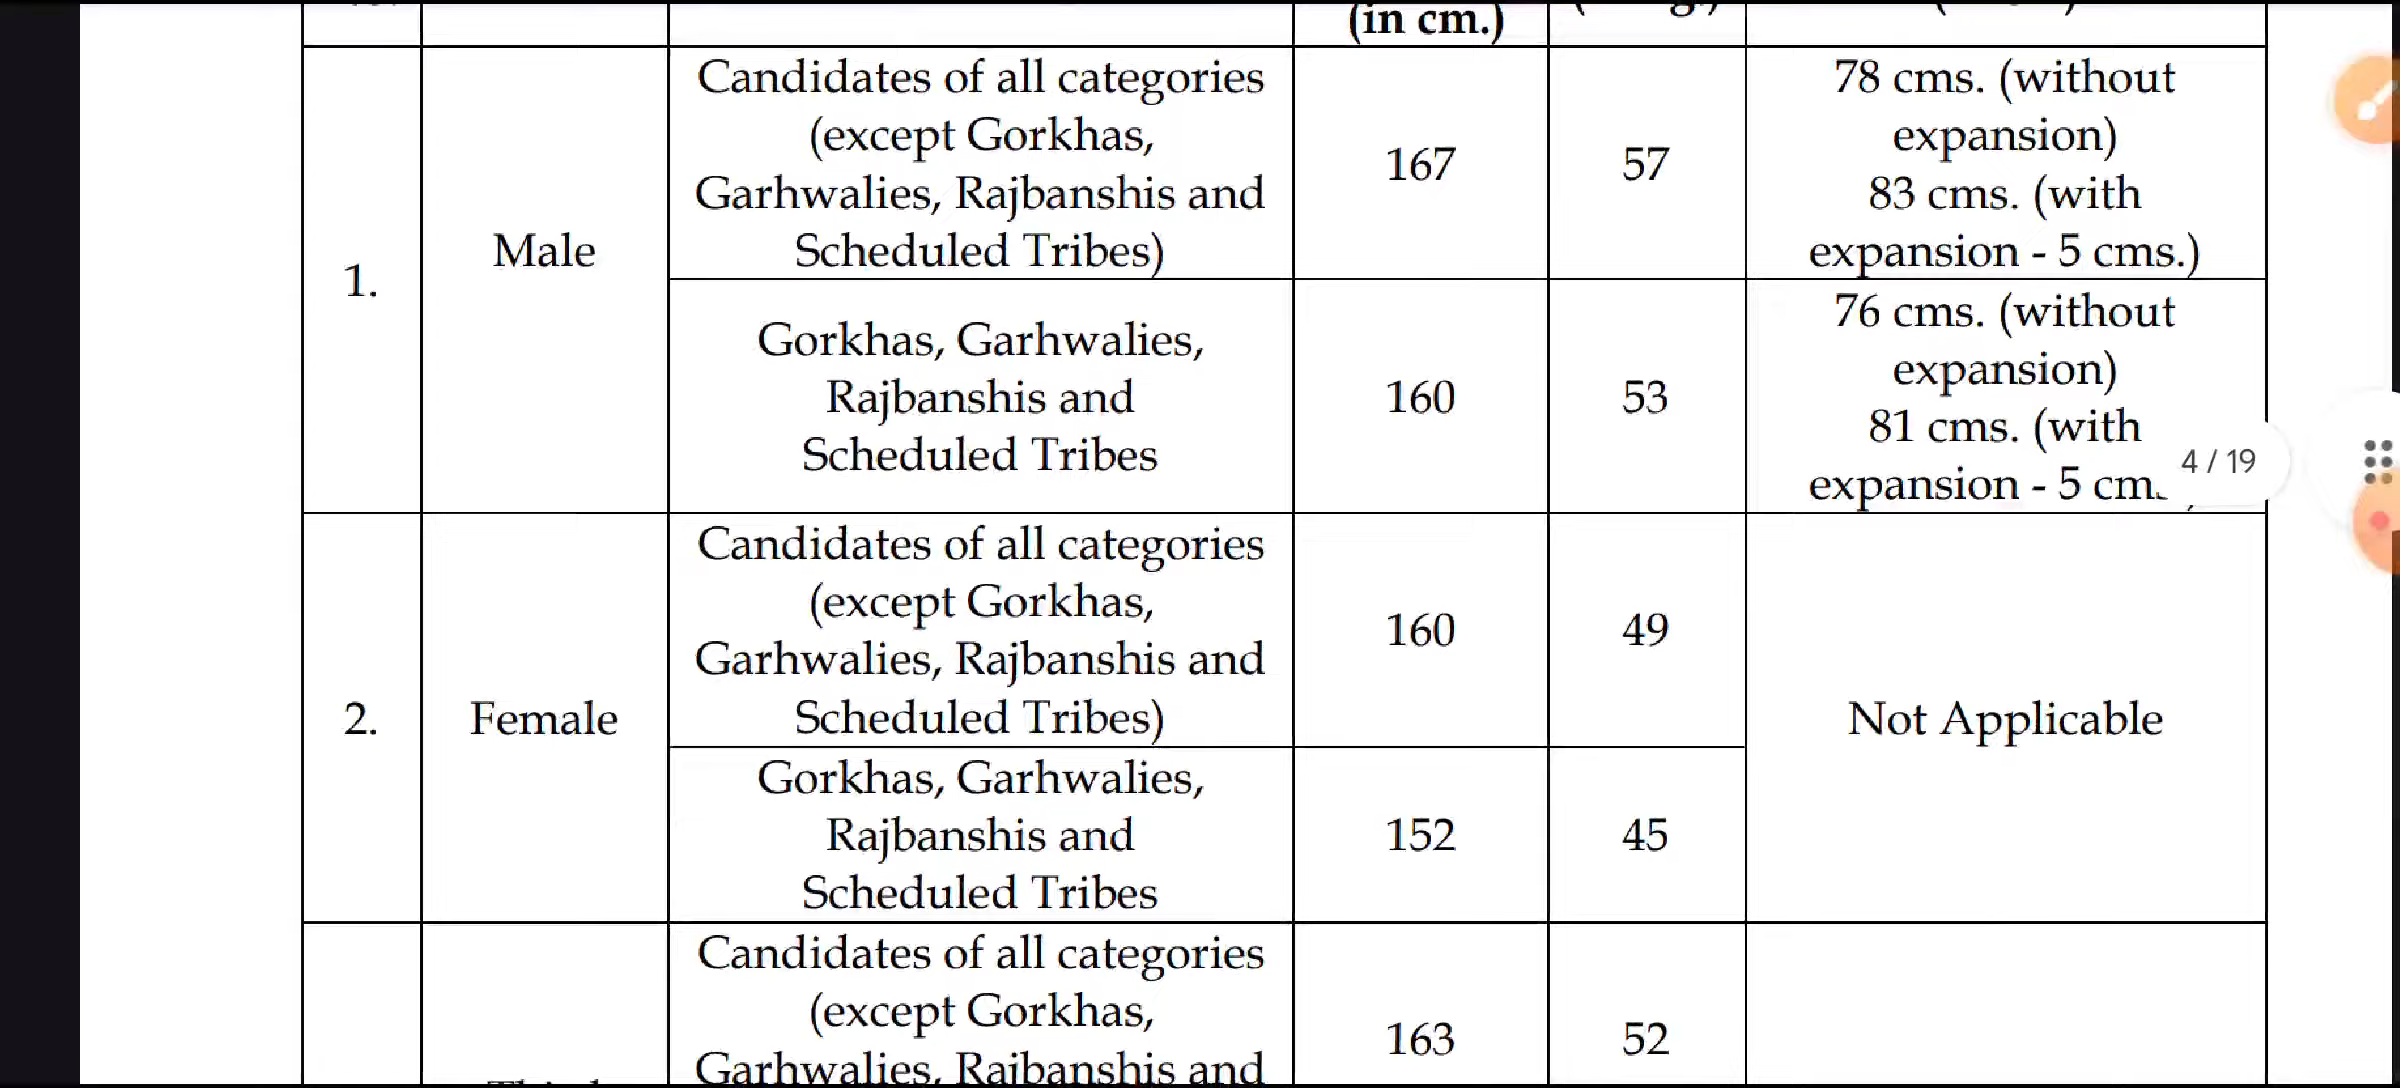 (in cm.)
1.
Male
Candidates of all categories
(except Gorkhas,
Garhwalies, Rajbanshis and
Scheduled Tribes)
167
57
78 cms. (without
expansion)
83 cms. (with
expansion - 5 cms.)
Gorkhas, Garhwalies,
Rajbanshis and
Scheduled Tribes
160
53
76 cms. (without
expansion)
81 cms. (with
expansion - 5 cms
4 / 19
2.
Female
Candidates of all categories
(except Gorkhas,
Garhwalies, Rajbanshis and
Scheduled Tribes)
160
49
Not Applicable
Gorkhas, Garhwalies,
Rajbanshis and
Scheduled Tribes
152
45
Candidates of all categories
(except Gorkhas,
Garhwalies, Rajbanshis and
163
52